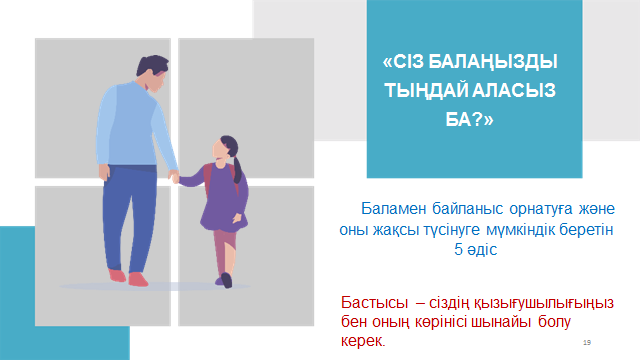 «СІЗ БАЛАҢЫЗДЫ
ТЫҢДАЙ АЛАСЫЗ
БА?»
Баламен байланыс орнатуға және
оны жақсы түсінуге мүмкіндік беретін
5 әдіс
Бастысы – сіздің қызығушылығыңыз
бен оның көрінісі шынайы болу
керек.
19